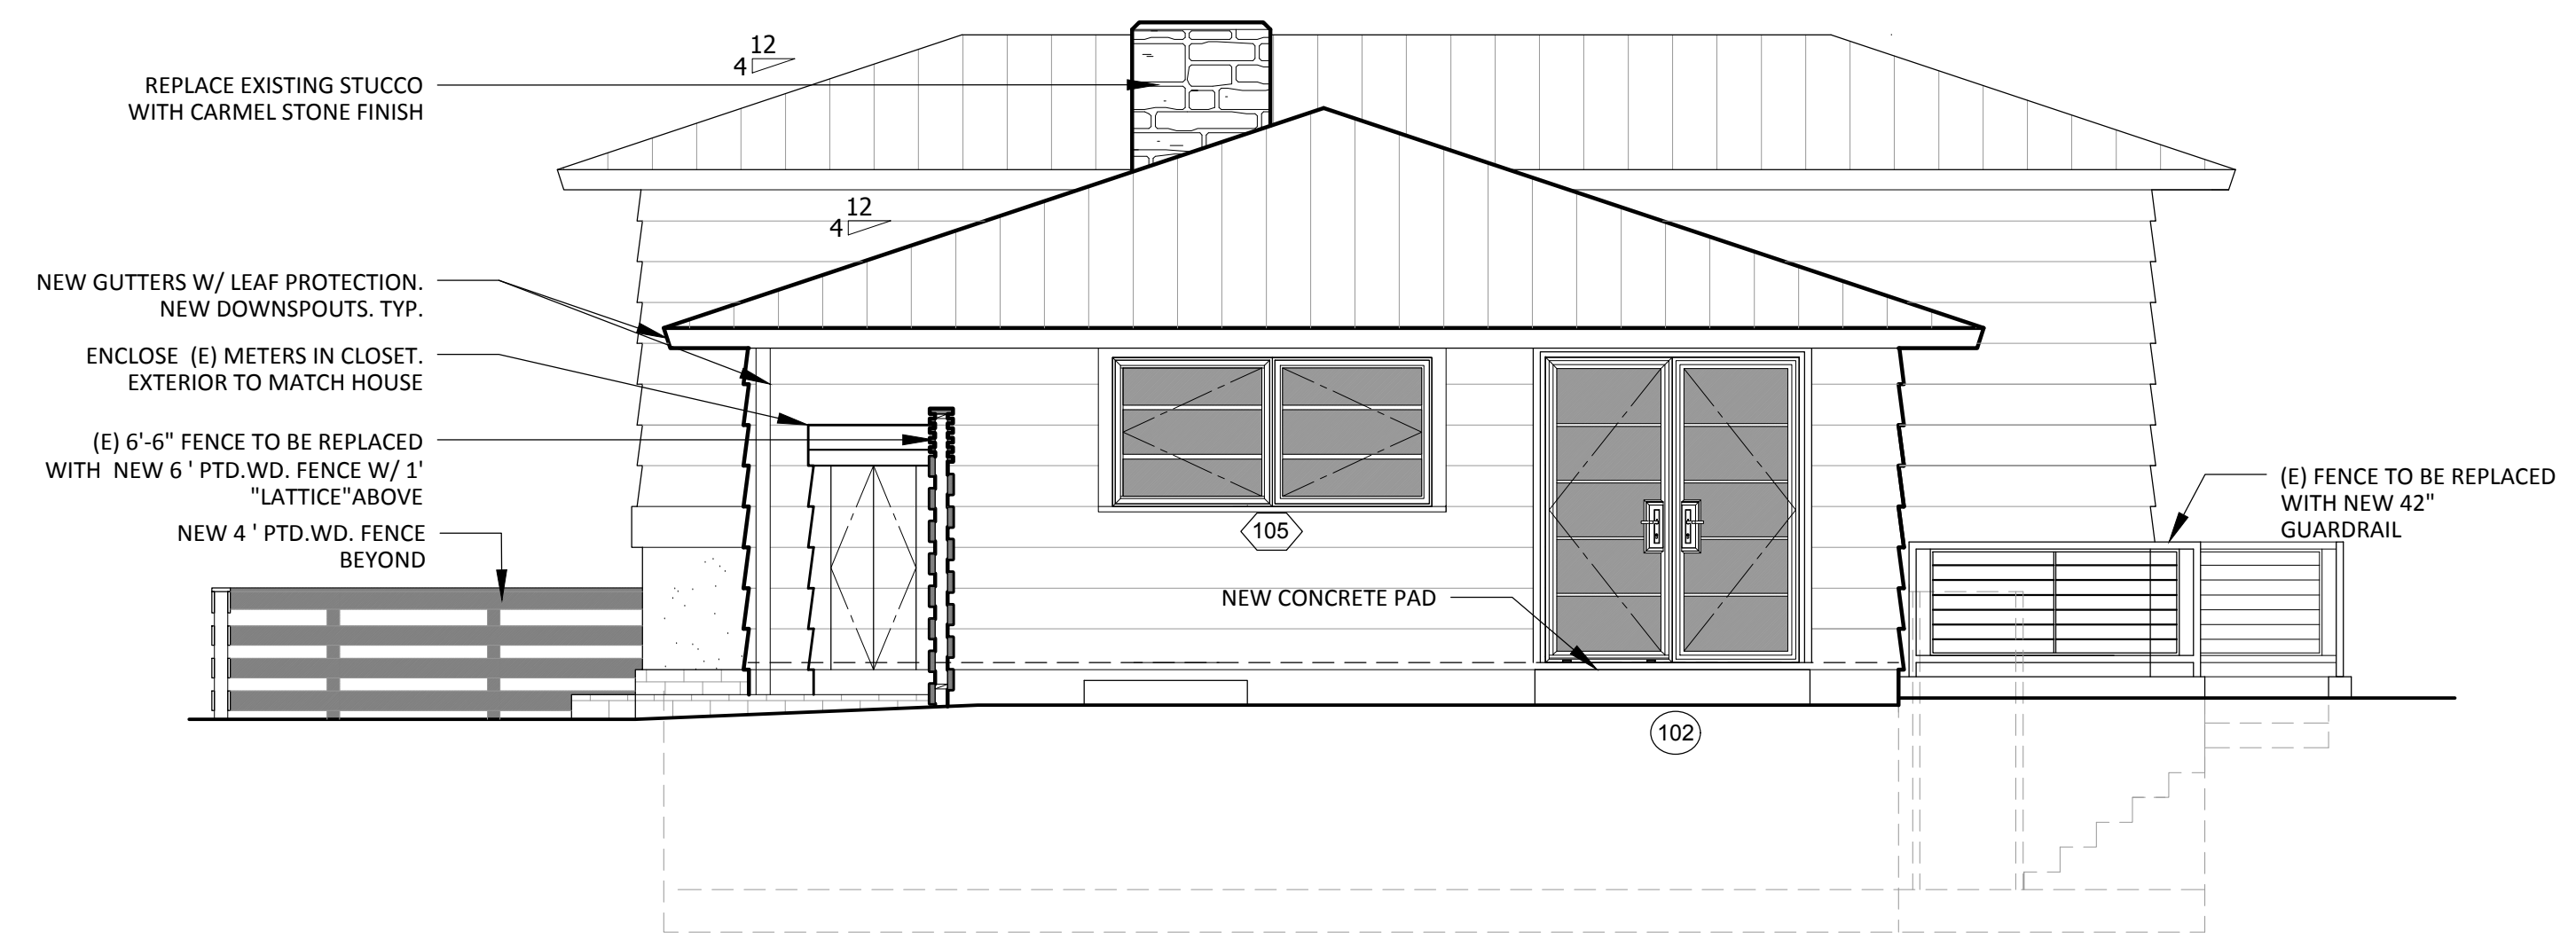 12
4
REPLACE EXISTING STUCCO
WITH CARMEL STONE FINISH
12
4
NEW GUTTERS W/ LEAF PROTECTION.
NEW DOWNSPOUTS. TYP.
ENCLOSE (E) METERS IN CLOSET.
EXTERIOR TO MATCH HOUSE
(E) 6'-6" FENCE TO BE REPLACED
WITH NEW 6 ' PTD.WD. FENCE W/ 1'
"LATTICE"ABOVE
NEW 4 ' PTD.WD. FENCE
BEYOND
105
(E) FENCE TO BE REPLACED
WITH NEW 42"
GUARDRAIL
NEW CONCRETE PAD
102